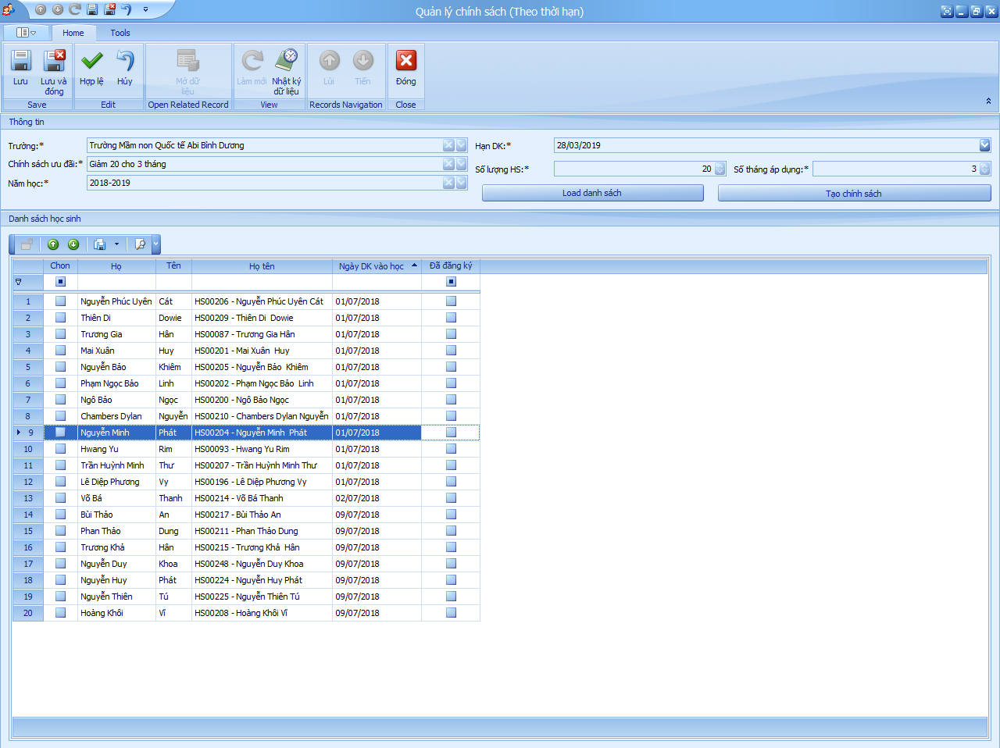 Quản lý chính sách (Theo thời hạn)
Home Tools
Lưu Lưu và đóng Hợp lệ Hủy Mở dữ liệu Làm mới Nhật ký dữ liệu Lùi Tiến Đóng
Save Edit Open Related Record View Records Navigation Close
Thông tin
Trường:* Trường Mầm non Quốc tế Abi Bình Dương Hạn DK:* 28/03/2019
Chính sách ưu đãi:* Giảm 20 cho 3 tháng Số lượng HS:* 20 Số tháng áp dụng:* 3
Năm học:* 2018-2019 Load danh sách Tạo chính sách
Danh sách học sinh
Chon Họ Tên Họ tên Ngày DK vào học Đã đăng ký
1 Nguyễn Phúc Uyên Cát HS00206 - Nguyễn Phúc Uyên Cát 01/07/2018
2 Thiên Di Dowie HS00209 - Thiên Di  Dowie 01/07/2018
3 Trương Gia Hân HS00087 - Trương Gia Hân 01/07/2018
4 Mai Xuân Huy HS00201 - Mai Xuân  Huy 01/07/2018
5 Nguyễn Bảo Khiêm HS00205 - Nguyễn Bảo  Khiêm 01/07/2018
6 Phạm Ngọc Bảo Linh HS00202 - Phạm Ngọc Bảo  Linh 01/07/2018
7 Ngô Bảo Ngọc HS00200 - Ngô Bảo Ngọc 01/07/2018
8 Chambers Dylan Nguyễn HS00210 - Chambers Dylan Nguyễn 01/07/2018
9 Nguyễn Minh Phát HS00204 - Nguyễn Minh  Phát 01/07/2018
10 Hwang Yu Rim HS00093 - Hwang Yu Rim 01/07/2018
11 Trần Huỳnh Minh Thư HS00207 - Trần Huỳnh Minh Thư 01/07/2018
12 Lê Diệp Phương Vy HS00196 - Lê Diệp Phương Vy 01/07/2018
13 Võ Bá Thanh HS00214 - Võ Bá Thanh 02/07/2018
14 Bùi Thảo An HS00217 - Bùi Thảo An 09/07/2018
15 Phan Thảo Dung HS00211 - Phan Thảo Dung 09/07/2018
16 Trương Khả Hân HS00215 - Trương Khả  Hân 09/07/2018
17 Nguyễn Duy Khoa HS00248 - Nguyễn Duy Khoa 09/07/2018
18 Nguyễn Huy Phát HS00224 - Nguyễn Huy Phát 09/07/2018
19 Nguyễn Thiên Tú HS00225 - Nguyễn Thiên Tú 09/07/2018
20 Hoàng Khôi Vĩ HS00208 - Hoàng Khôi Vĩ 09/07/2018